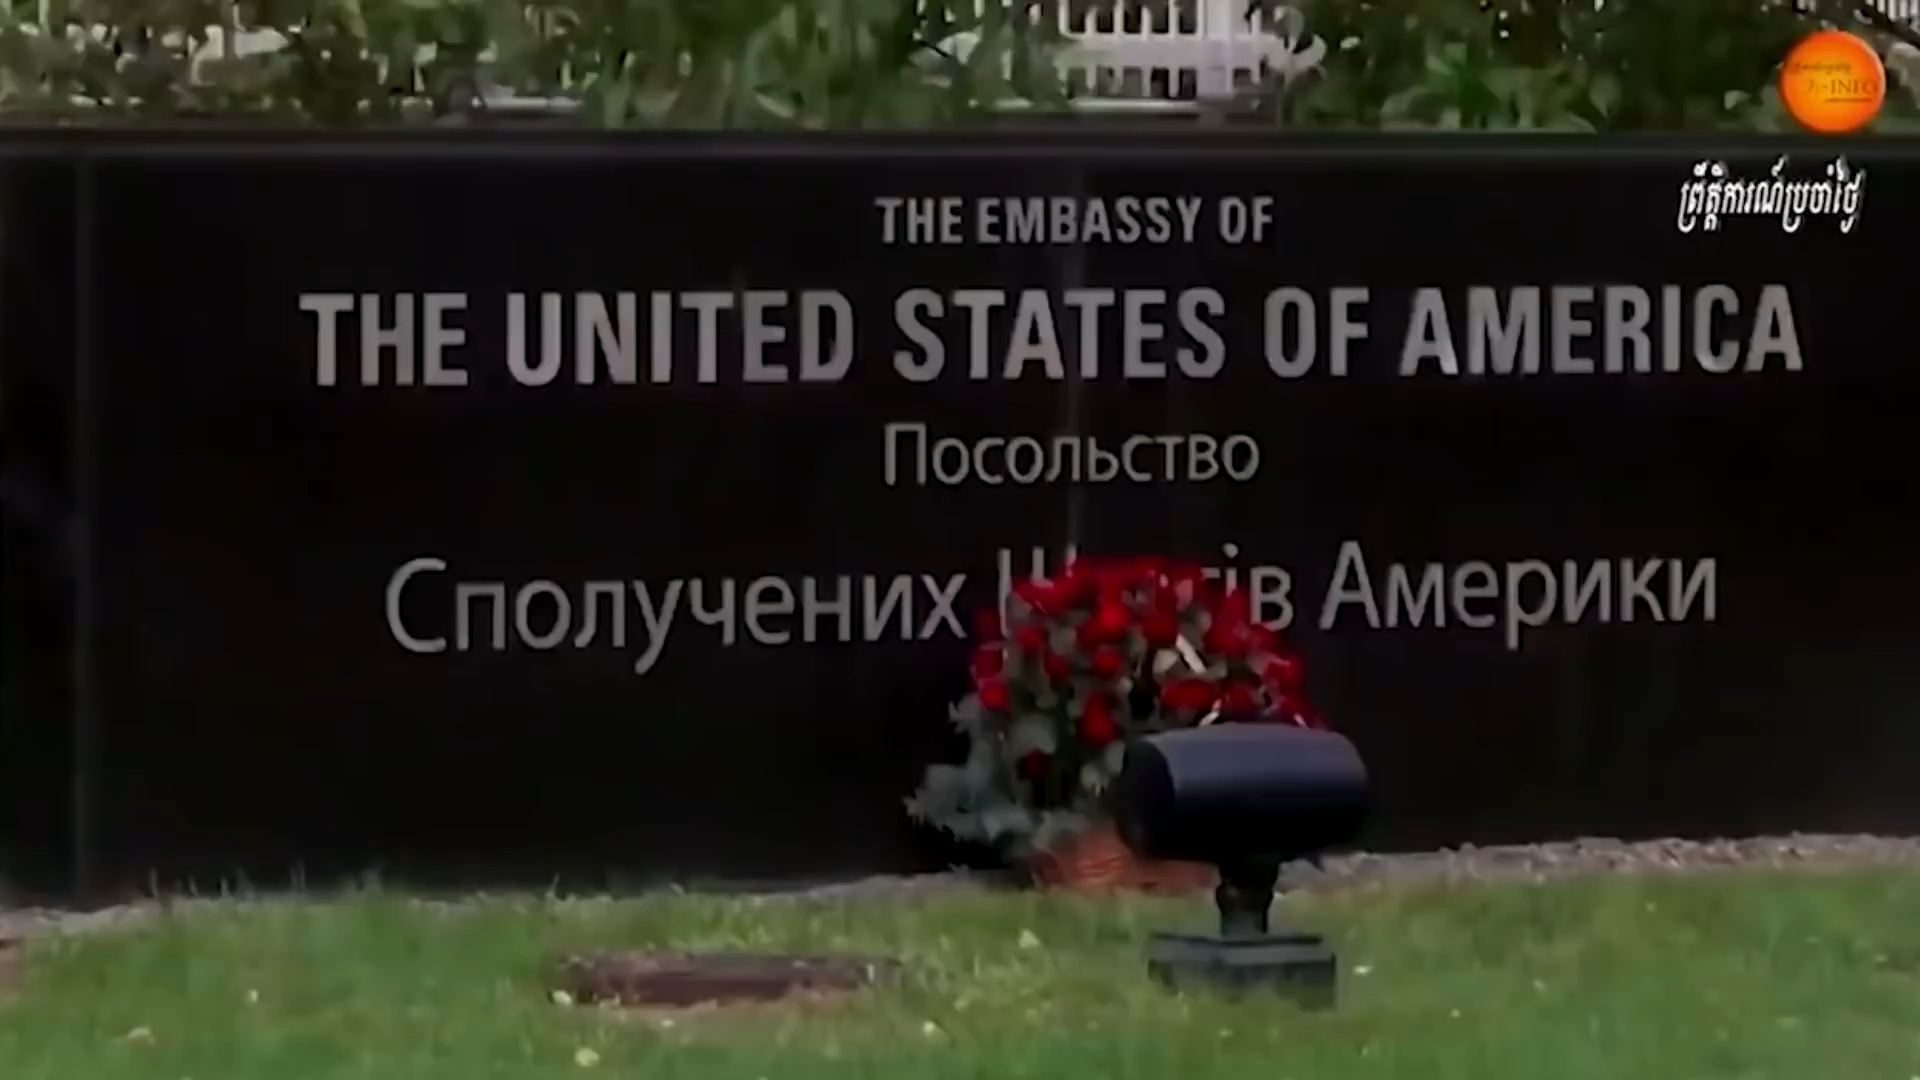 THE EMBASSY OF
THE UNITED STATES OF AMERICA
Посольство
Сполучених Америки
-INFO
ព្រឹត្តិការណ៍ប្រចាំថ្ងៃ